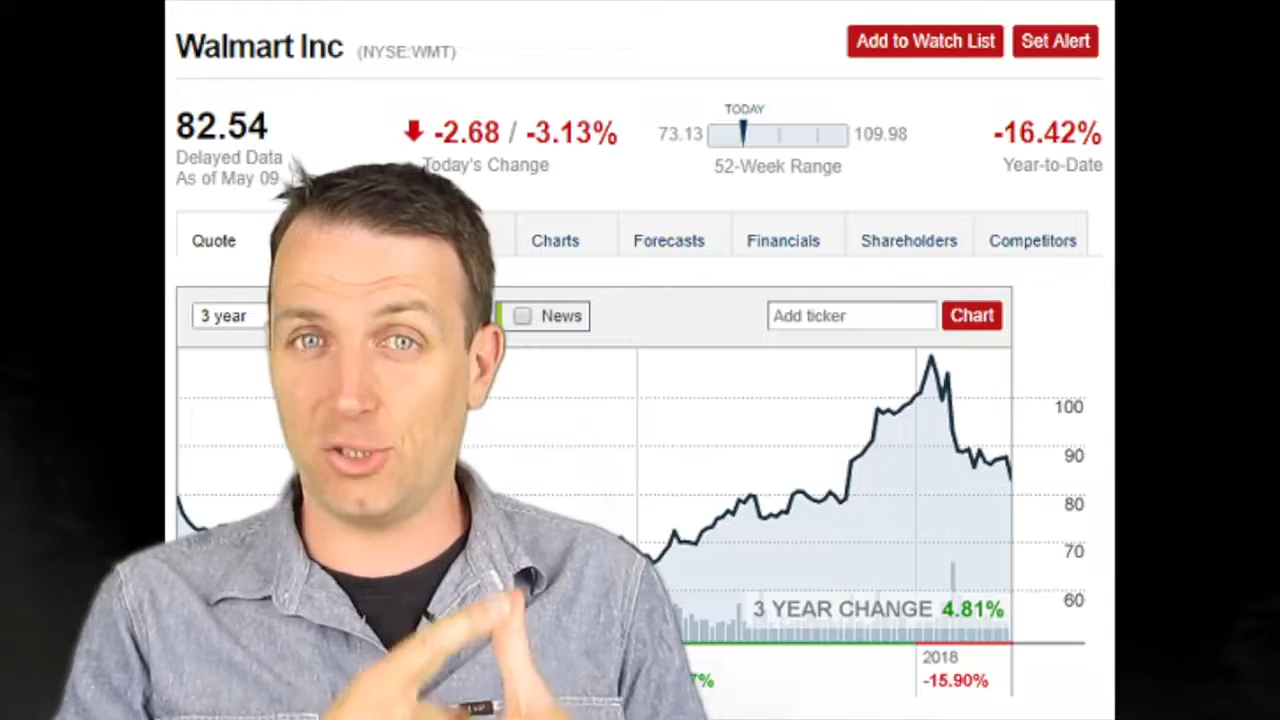 Walmart Inc (NYSE:WMT)
Add to Watch List
Set Alert
82.54
Delayed Data
As of May 09
-2.68 / -3.13%
Today's Change
TODAY
73.13
109.98
52-Week Range
-16.42%
Year-to-Date
Quote
Charts
Forecasts
Financials
Shareholders
Competitors
3 year
News
Add ticker
Chart
100
90
80
70
60
3 YEAR CHANGE 4.81%
2018
-15.90%